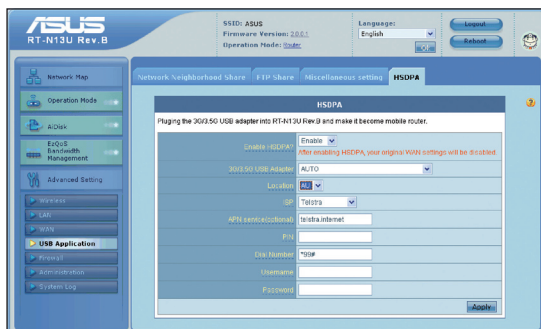 ASUS
RT-N13U Rev.B
SSID: ASUS
Firmware Version: 2.0.0.1
Operation Mode: Router
Language:
English
Logout
Reboot
Network Map
Operation Mode
AiDisk
EzQoS Bandwidth Management
Advanced Setting
Wireless
LAN
WAN
USB Application
Firewall
Administration
System Log
Network Neighborhood Share
FTP Share
Miscellaneous setting
HSDPA
HSDPA
Pluging the 3G/3.5G USB adapter into RT-N13U Rev.B and make it become mobile router.
Enable HSDPA? Enable
After enabling HSDPA, your original WAN settings will be disabled
3G/3.5G USB Adapter AUTO
Location AU
ISP Telstra
APN service(optional) telstra.internet
PIN
Dial Number *99#
Username
Password
Apply